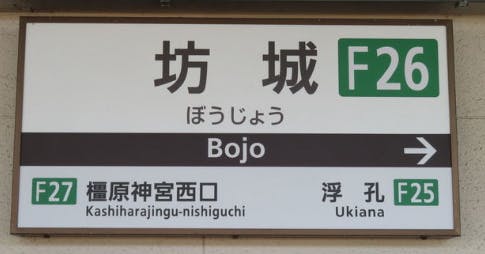 坊城 F26
ぼうじょう
Bojo →
F27 橿原神宮西口 浮孔 F25
Kashiharajingu-nishiguchi Ukiana